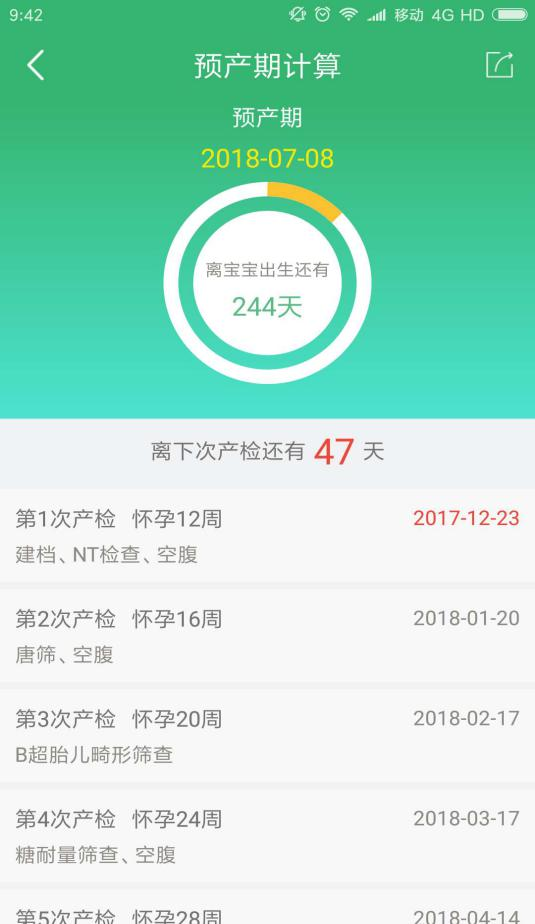 9:42 移动 4G HD
预产期计算
预产期
2018-07-08
离宝宝出生还有
244天
离下次产检还有 47 天
第1次产检 怀孕12周 2017-12-23
建档、NT检查、空腹
第2次产检 怀孕16周 2018-01-20
唐筛、空腹
第3次产检 怀孕20周 2018-02-17
B超胎儿畸形筛查
第4次产检 怀孕24周 2018-03-17
糖耐量筛查、空腹
第5次产检 怀孕28周 2018-04-14